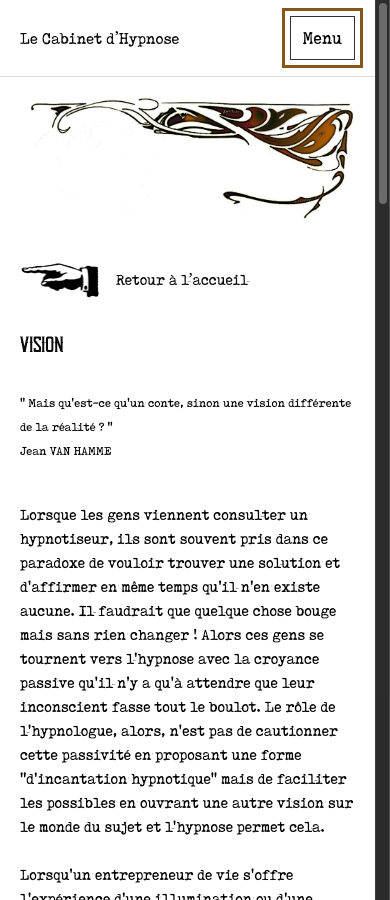 Le Cabinet d’Hypnose
Menu
Retour à l’accueil
VISION
" Mais qu'est-ce qu'un conte, sinon une vision différente
de la réalité ? "
Jean VAN HAMME
Lorsque les gens viennent consulter un
hypnotiseur, ils sont souvent pris dans ce
paradoxe de vouloir trouver une solution et
d'affirmer en même temps qu'il n'en existe
aucune. Il faudrait que quelque chose bouge
mais sans rien changer ! Alors ces gens se
tournent vers l'hypnose avec la croyance
passive qu'il n'y a qu'à attendre que leur
inconscient fasse tout le boulot. Le rôle de
l'hypnologue, alors, n'est pas de cautionner
cette passivité en proposant une forme
"d'incantation hypnotique" mais de faciliter
les possibles en ouvrant une autre vision sur
le monde du sujet et l'hypnose permet cela.
Lorsqu'un entrepreneur de vie s'offre
l'expérience d'une illumination ou d'une